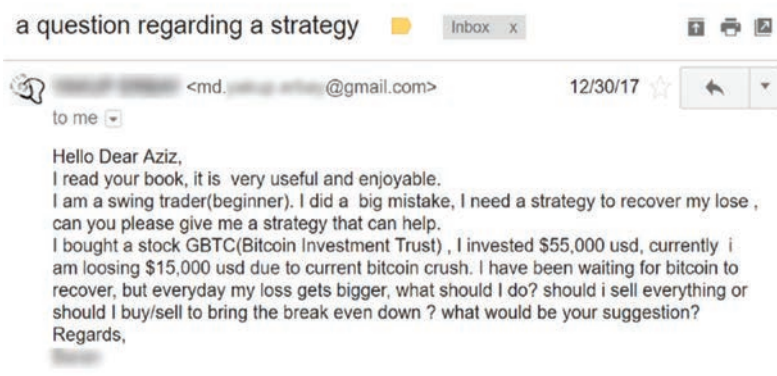 a question regarding a strategy Inbox x
<md. @gmail.com> 12/30/17
to me
Hello Dear Aziz,
I read your book, it is very useful and enjoyable.
I am a swing trader(beginner). I did a big mistake, I need a strategy to recover my lose ,
can you please give me a strategy that can help.
I bought a stock GBTC(Bitcoin Investment Trust) , I invested $55,000 usd, currently i
am loosing $15,000 usd due to current bitcoin crush. I have been waiting for bitcoin to
recover, but everyday my loss gets bigger, what should I do? should i sell everything or
should I buy/sell to bring the break even down ? what would be your suggestion?
Regards,